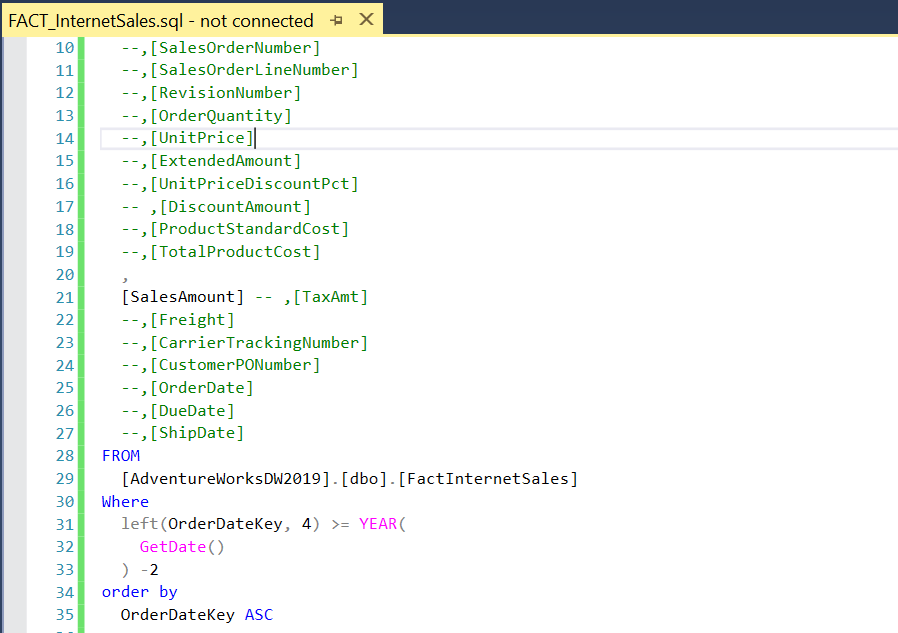 FACT_InternetSales.sql - not connected
10 --,[SalesOrderNumber]
11 --,[SalesOrderLineNumber]
12 --,[RevisionNumber]
13 --,[OrderQuantity]
14 --,[UnitPrice]
15 --,[ExtendedAmount]
16 --,[UnitPriceDiscountPct]
17 -- ,[DiscountAmount]
18 --,[ProductStandardCost]
19 --,[TotalProductCost]
20 ,
21 [SalesAmount] -- ,[TaxAmt]
22 --,[Freight]
23 --,[CarrierTrackingNumber]
24 --,[CustomerPONumber]
25 --,[OrderDate]
26 --,[DueDate]
27 --,[ShipDate]
28 FROM
29 [AdventureWorksDW2019].[dbo].[FactInternetSales]
30 Where
31 left(OrderDateKey, 4) >= YEAR(
32 GetDate()
33 ) -2
34 order by
35 OrderDateKey ASC